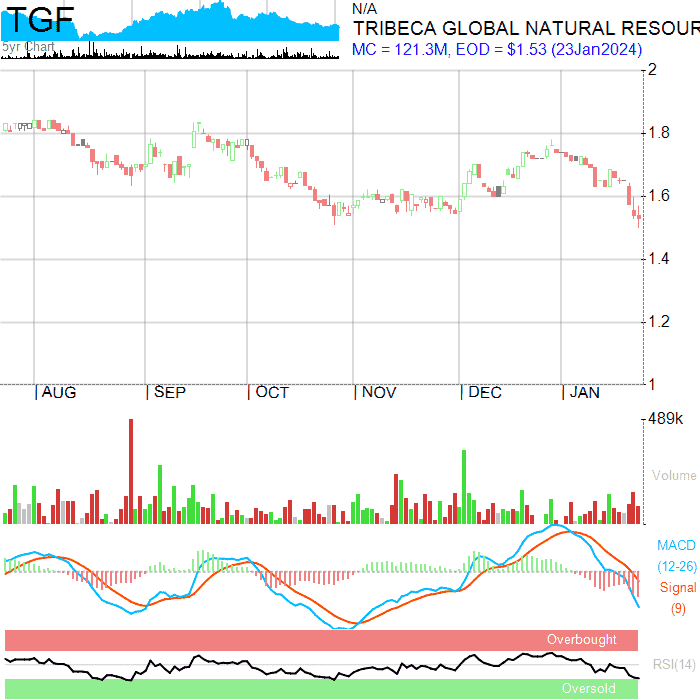 TGF
5yr Chart
N/A
TRIBECA GLOBAL NATURAL RESOUR
MC = 121.3M, EOD = $1.53 (23Jan2024)
2
1.8
1.6
1.4
1.2
1
AUG SEP OCT NOV DEC JAN
489k
Volume
MACD
(12-26)
Signal
(9)
Overbought
RSI(14)
Oversold